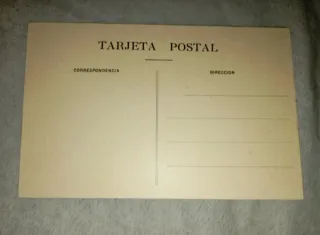 TARJETA POSTAL
CORRESPONDENCIA DIRECCION